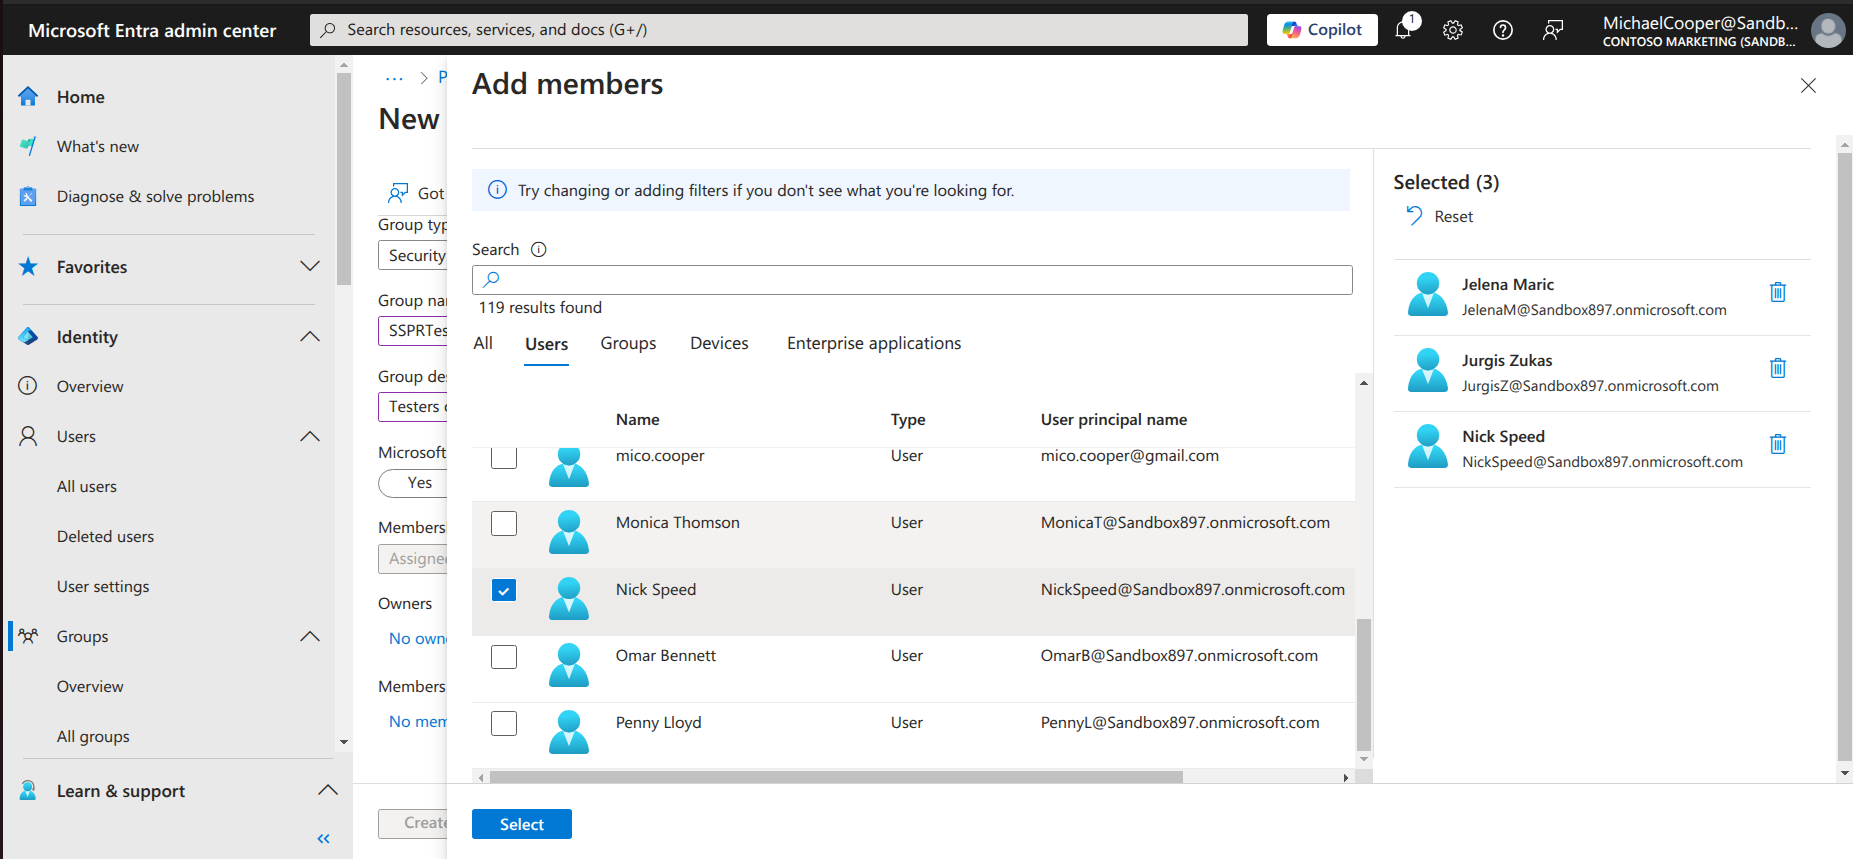 Microsoft Entra admin center
Search resources, services, and docs (G+/)
Copilot
1
MichaelCooper@Sandb...
CONTOSO MARKETING (SANDB...
Home
What's new
Diagnose & solve problems
Favorites
Identity
Overview
Users
All users
Deleted users
User settings
Groups
Overview
All groups
Learn & support
«
... > P
New
Got
Group typ
Security
Group nar
SSPRTes
Group des
Testers
Microsoft
Yes
Members
Assigned
Owners
No own
Members
No mem
Create
Add members
Try changing or adding filters if you don't see what you're looking for.
Search
119 results found
All Users Groups Devices Enterprise applications
Name Type User principal name
mico.cooper User mico.cooper@gmail.com
Monica Thomson User MonicaT@Sandbox897.onmicrosoft.com
Nick Speed User NickSpeed@Sandbox897.onmicrosoft.com
Omar Bennett User OmarB@Sandbox897.onmicrosoft.com
Penny Lloyd User PennyL@Sandbox897.onmicrosoft.com
Select
Selected (3)
Reset
Jelena Maric
JelenaM@Sandbox897.onmicrosoft.com
Jurgis Zukas
JurgisZ@Sandbox897.onmicrosoft.com
Nick Speed
NickSpeed@Sandbox897.onmicrosoft.com